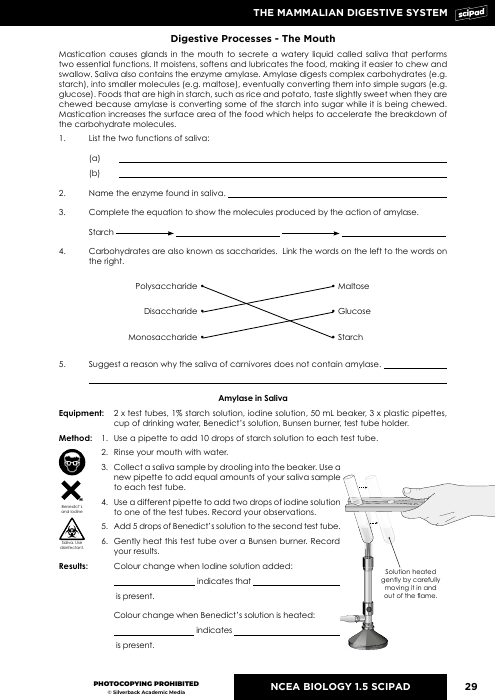 THE MAMMALIAN DIGESTIVE SYSTEM
scipad
Digestive Processes - The Mouth
Mastication causes glands in the mouth to secrete a watery liquid called saliva that performs
two essential functions. It moistens, softens and lubricates the food, making it easier to chew and
swallow. Saliva also contains the enzyme amylase. Amylase digests complex carbohydrates (e.g.
starch), into smaller molecules (e.g. maltose), eventually converting them into simple sugars (e.g.
glucose). Foods that are high in starch, such as rice and potato, taste slightly sweet when they are
chewed because amylase is converting some of the starch into sugar while it is being chewed.
Mastication increases the surface area of the food which helps to accelerate the breakdown of
the carbohydrate molecules.
1. List the two functions of saliva:
(a)
(b)
2. Name the enzyme found in saliva.
3. Complete the equation to show the molecules produced by the action of amylase.
Starch
4. Carbohydrates are also known as saccharides. Link the words on the left to the words on
the right.
Polysaccharide Maltose
Disaccharide Glucose
Monosaccharide Starch
5. Suggest a reason why the saliva of carnivores does not contain amylase.
Amylase in Saliva
Equipment: 2 x test tubes, 1% starch solution, iodine solution, 50 mL beaker, 3 x plastic pipettes,
cup of drinking water, Benedict's solution, Bunsen burner, test tube holder.
Method: 1. Use a pipette to add 10 drops of starch solution to each test tube.
2. Rinse your mouth with water.
3. Collect a saliva sample by drooling into the beaker. Use a
new pipette to add equal amounts of your saliva sample
to each test tube.
4. Use a different pipette to add two drops of iodine solution
to one of the test tubes. Record your observations.
5. Add 5 drops of Benedict's solution to the second test tube.
6. Gently heat this test tube over a Bunsen burner. Record
your results.
Benedict's
and iodine
Saliva. Use
disinfectant.
Solution heated
gently by carefully
moving it in and
out of the flame.
Results: Colour change when Iodine solution added:
indicates that
is present.
Colour change when Benedict's solution is heated:
indicates
is present.
PHOTOCOPYING PROHIBITED
© Silverback Academic Media
NCEA BIOLOGY 1.5 SCIPAD
29